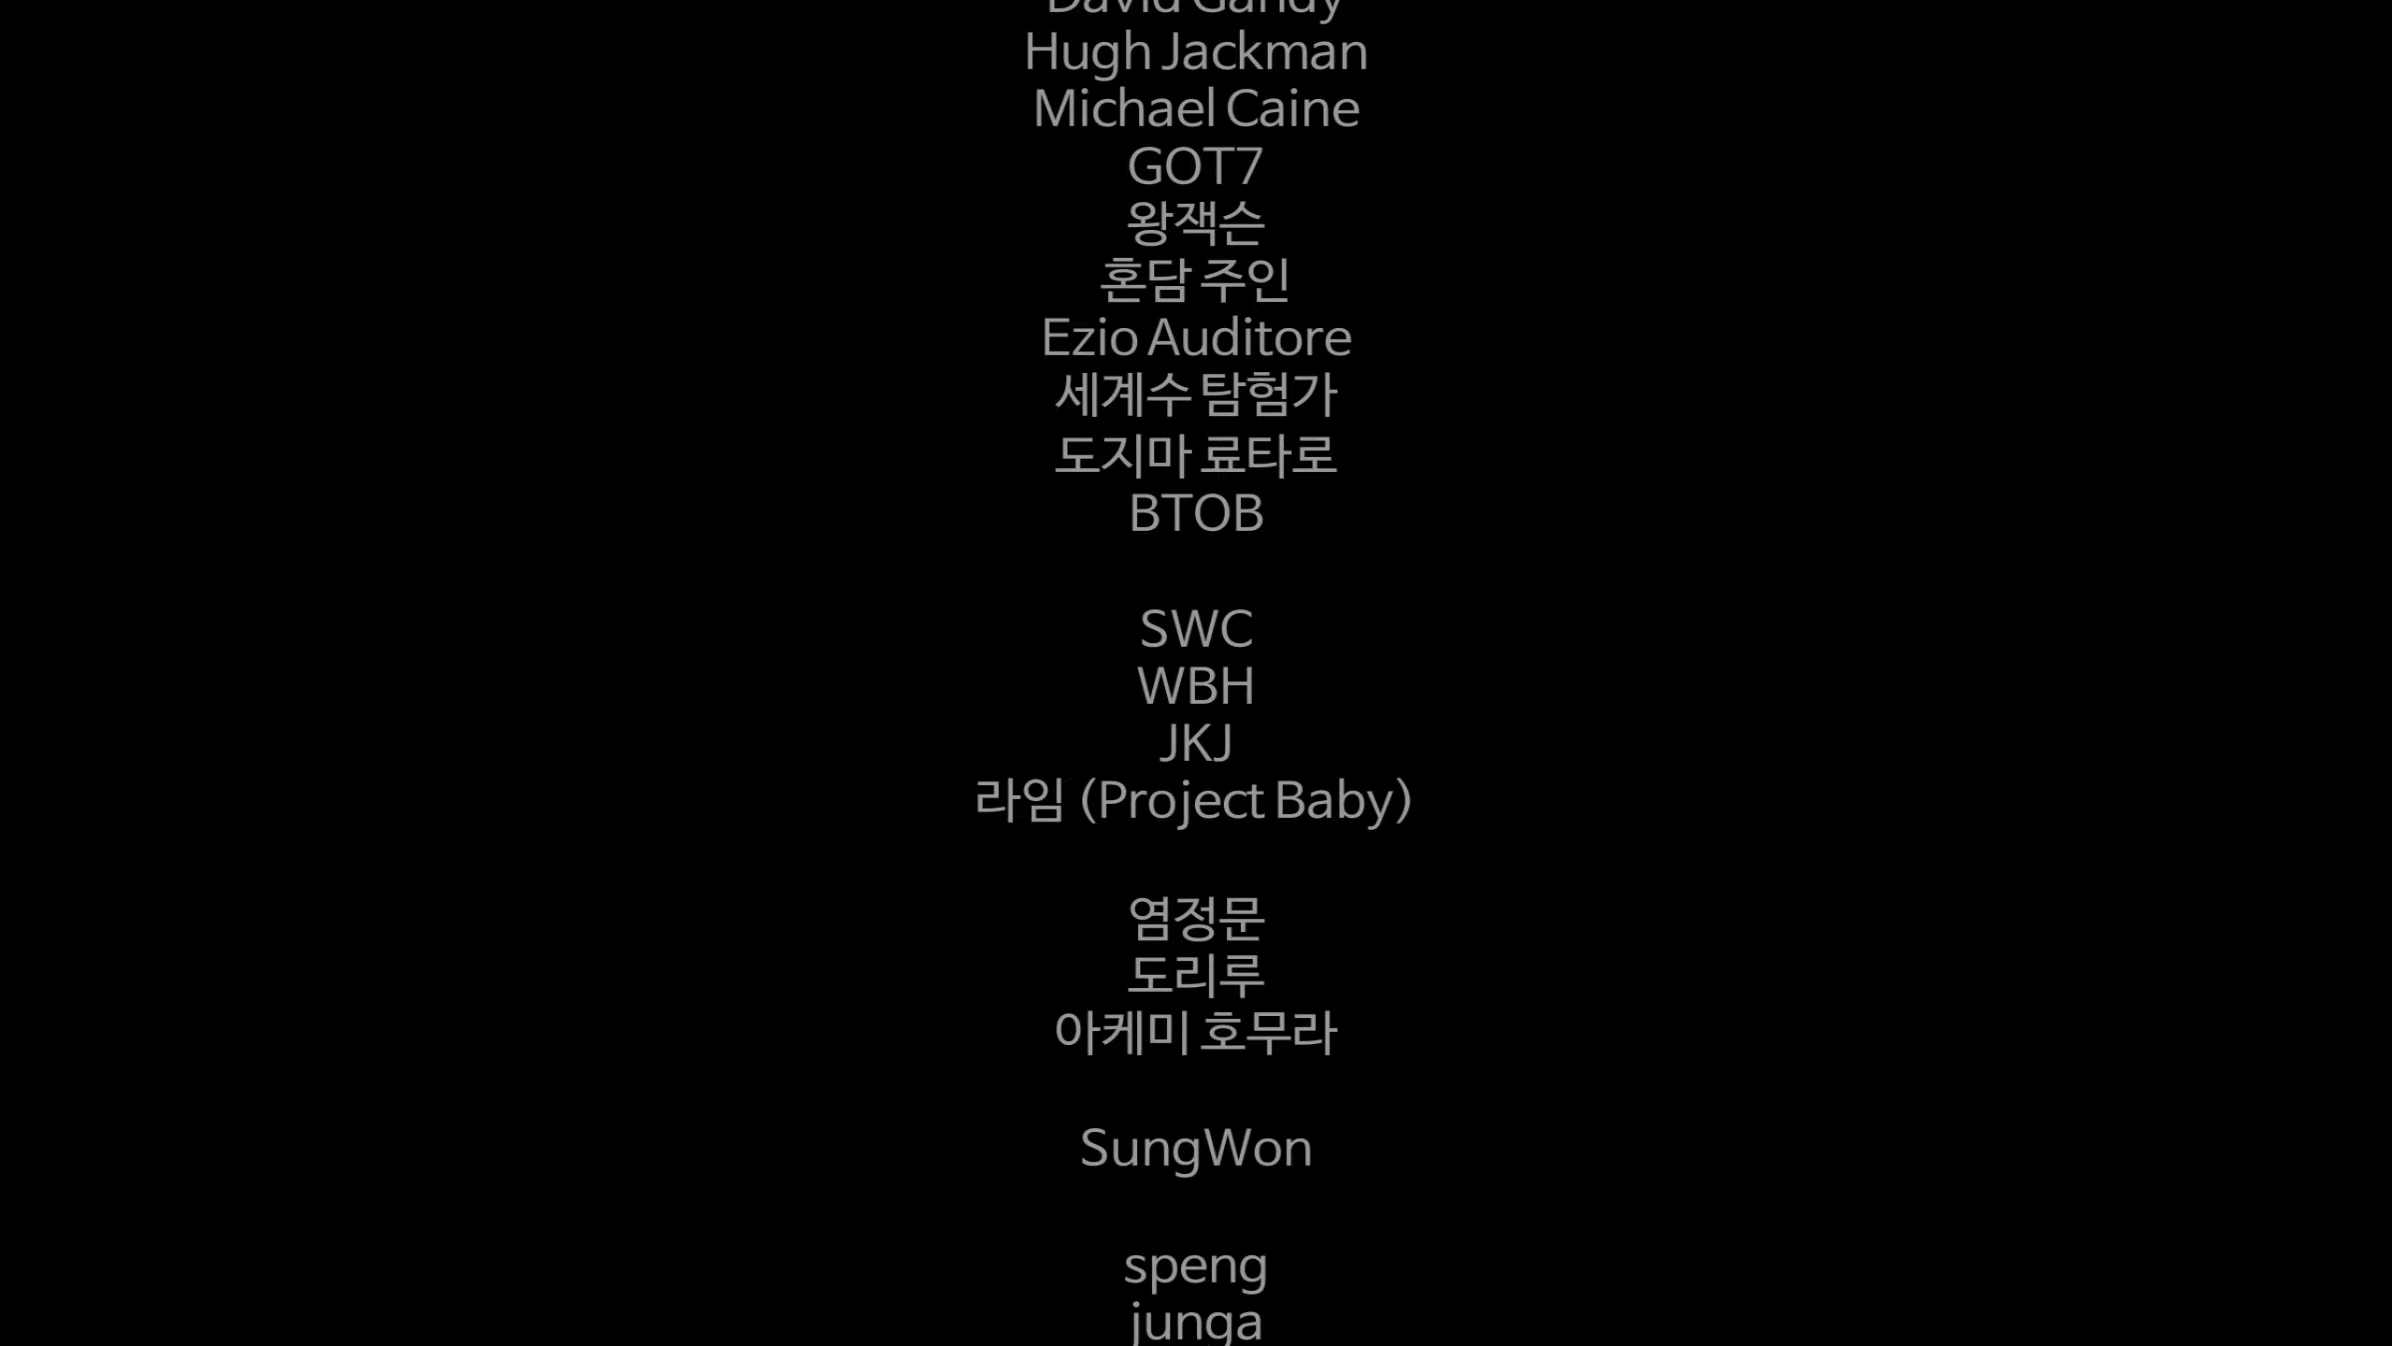 David Gandy
Hugh Jackman
Michael Caine
GOT7
왕잭슨
혼담 주인
Ezio Auditore
세계수 탐험가
도지마 료타로
BTOB
SWC
WBH
JKJ
라임 (Project Baby)
염정문
도리루
아케미 호무라
SungWon
speng
junga